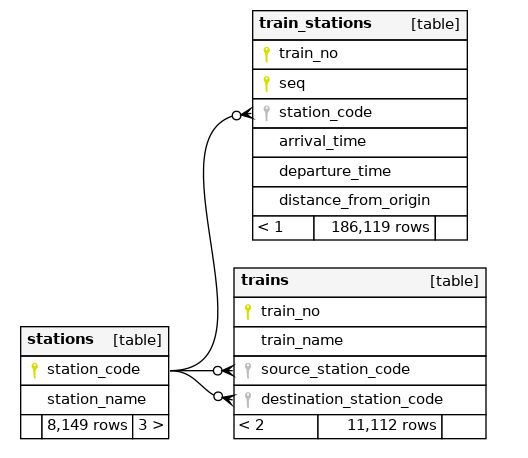 train_stations [table]
train_no
seq
station_code
arrival_time
departure_time
distance_from_origin
< 1 186,119 rows
trains [table]
train_no
train_name
source_station_code
destination_station_code
< 2 11,112 rows
stations [table]
station_code
station_name
8,149 rows 3 >